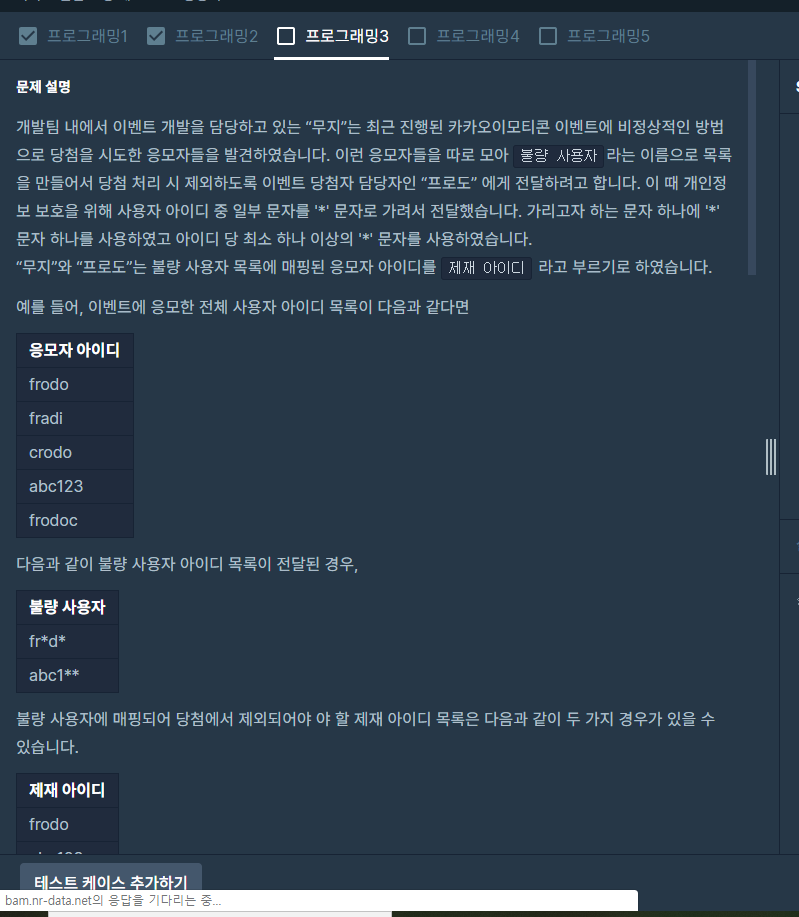 프로그래밍1 프로그래밍2 프로그래밍3 프로그래밍4 프로그래밍5
문제 설명
개발팀 내에서 이벤트 개발을 담당하고 있는 “무지”는 최근 진행된 카카오이모티콘 이벤트에 비정상적인 방법
으로 당첨을 시도한 응모자들을 발견하였습니다. 이런 응모자들을 따로 모아 불량 사용자 라는 이름으로 목록
을 만들어서 당첨 처리 시 제외하도록 이벤트 당첨자 담당자인 “프로도” 에게 전달하려고 합니다. 이 때 개인정
보 보호을 위해 사용자 아이디 중 일부 문자를 '*' 문자로 가려서 전달했습니다. 가리고자 하는 문자 하나에 '*'
문자 하나를 사용하였고 아이디 당 최소 하나 이상의 '*' 문자를 사용하였습니다.
“무지”와 “프로도”는 불량 사용자 목록에 매핑된 응모자 아이디를 제재 아이디 라고 부르기로 하였습니다.
예를 들어, 이벤트에 응모한 전체 사용자 아이디 목록이 다음과 같다면
응모자 아이디
frodo
fradi
crodo
abc123
frodoc
다음과 같이 불량 사용자 아이디 목록이 전달된 경우,
불량 사용자
fr*d*
abc1**
불량 사용자에 매핑되어 당첨에서 제외되어야 야 할 제재 아이디 목록은 다음과 같이 두 가지 경우가 있을 수
있습니다.
제재 아이디
frodo
테스트 케이스 추가하기
bam.nr-data.net의 응답을 기다리는 중...